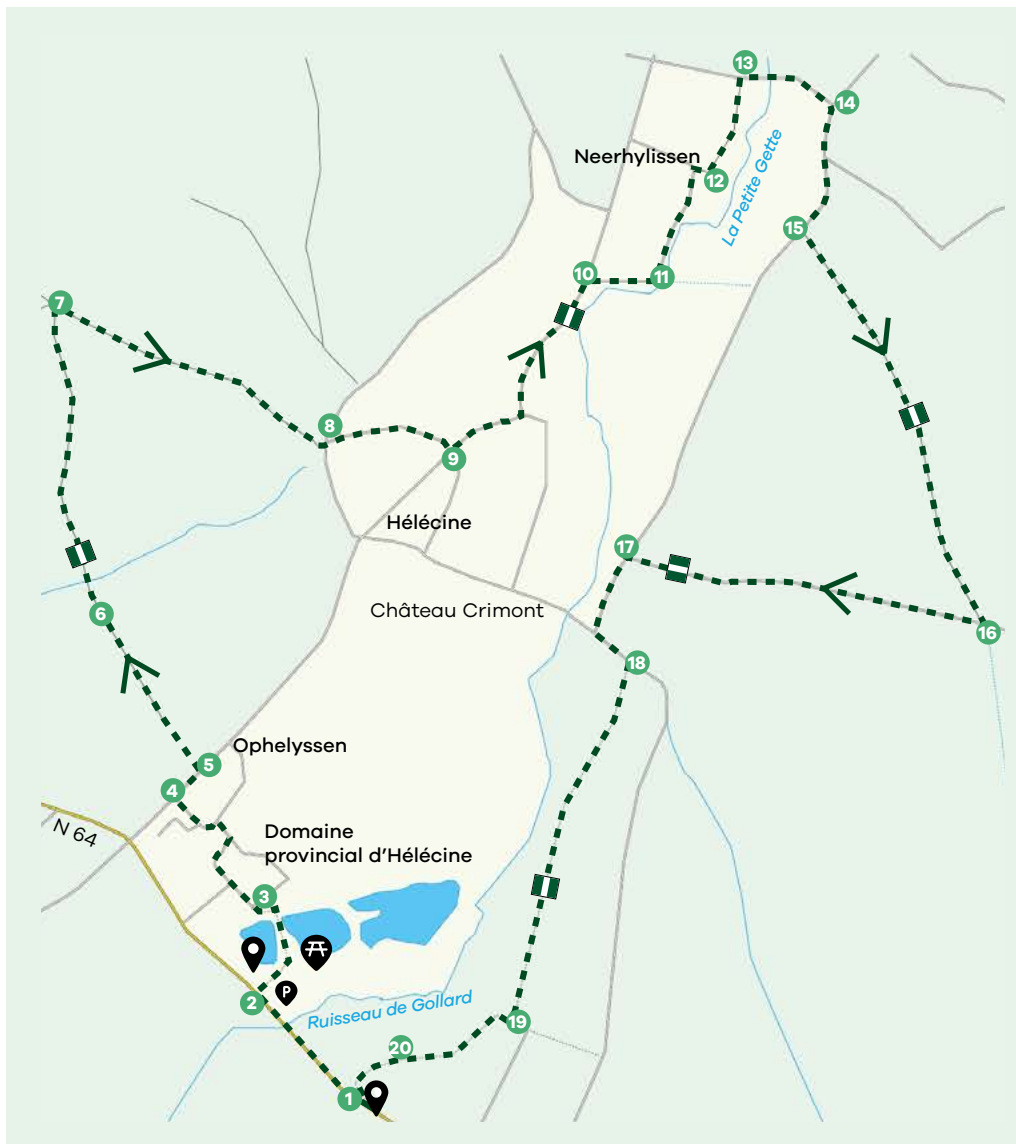 13
14
Neerhylissen
12
La Petite Gette
15
10
11
7
8
9
Hélécine
17
Château Crimont
6
16
18
Ophelyssen
5
4
N 64
Domaine
provincial d'Hélécine
3
2
P
Ruisseau de Gollard
19
20
1